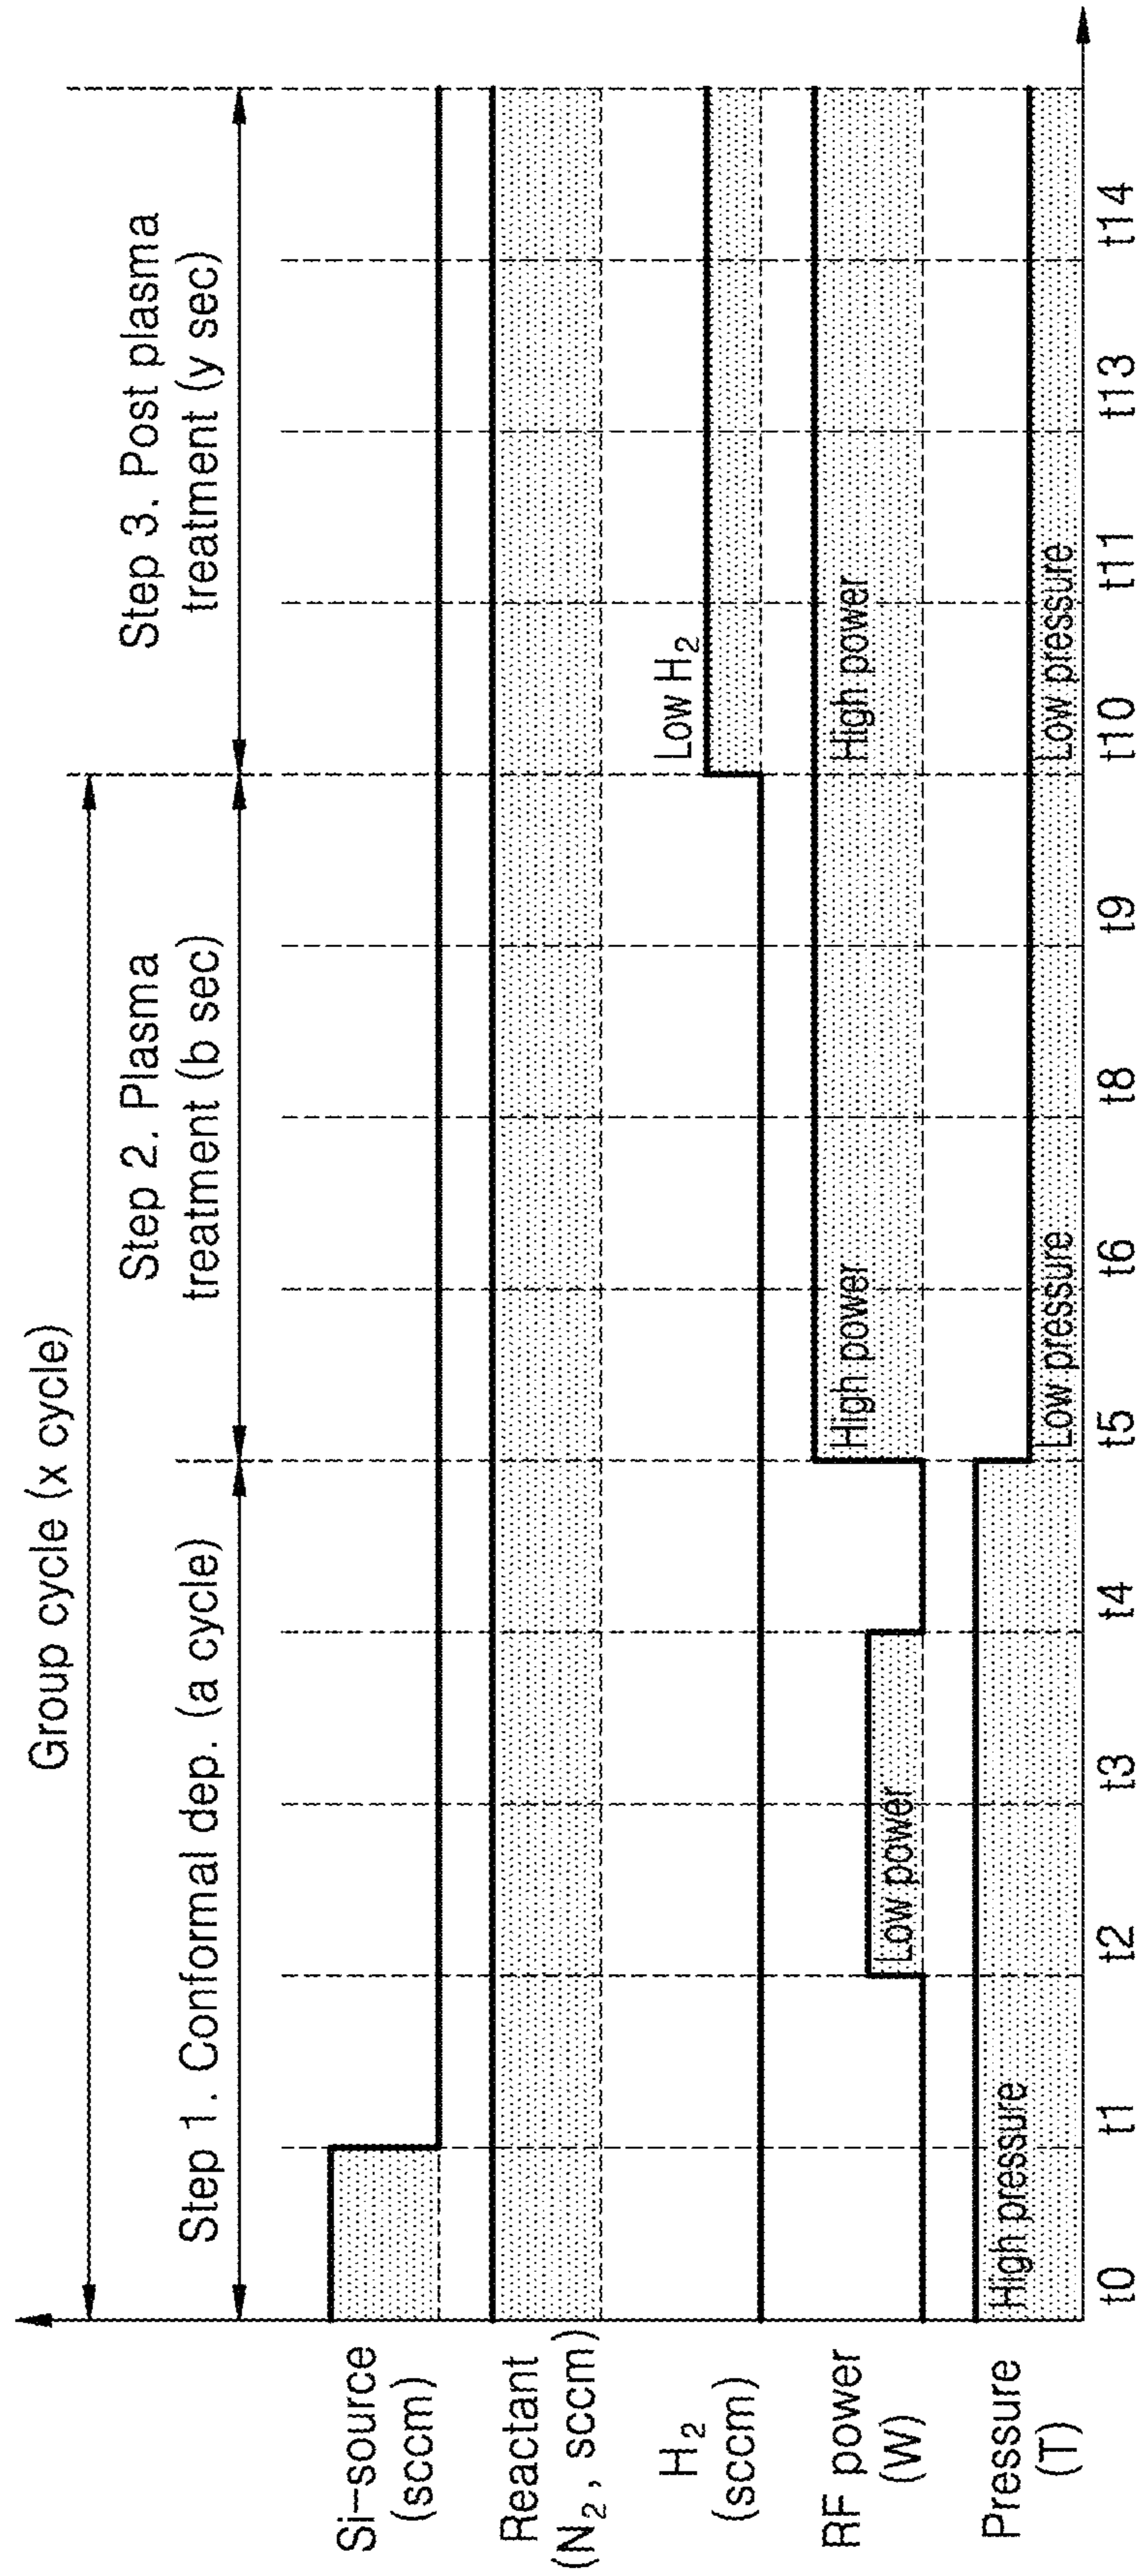 Group cycle (x cycle)
Step 1. Conformal dep. (a cycle)
Step 2. Plasma
treatment (b sec)
Step 3. Post plasma
treatment (y sec)
Si-source
(sccm)
Reactant
(N₂, sccm)
H₂
(sccm)
Low H₂
RF power
(W)
Low power
High power
High power
Pressure
(T)
High pressure
Low pressure
Low pressure
t0 t1 t2 t3 t4 t5 t6 t8 t9 t10 t11 t13 t14